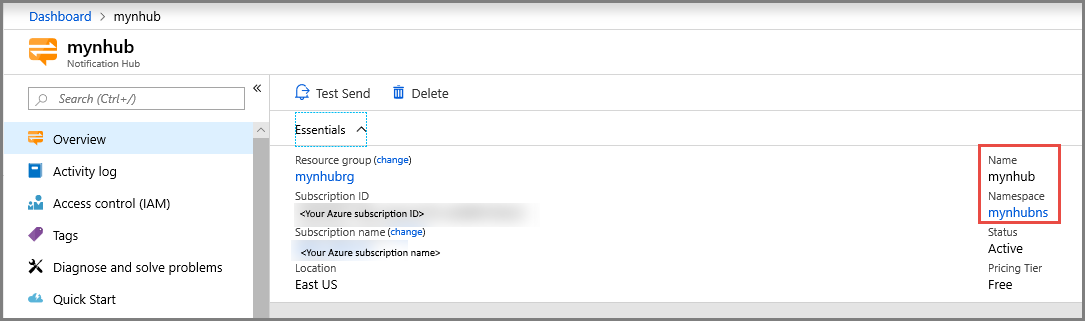 Dashboard > mynhub
mynhub
Notification Hub
Search (Ctrl+/)
«
Overview
Activity log
Access control (IAM)
Tags
Diagnose and solve problems
Quick Start
Test Send Delete
Essentials
Resource group (change)
mynhubrg
Subscription ID
<Your Azure subscription ID>
Subscription name (change)
<Your Azure subscription name>
Location
East US
Name
mynhub
Namespace
mynhubns
Status
Active
Pricing Tier
Free